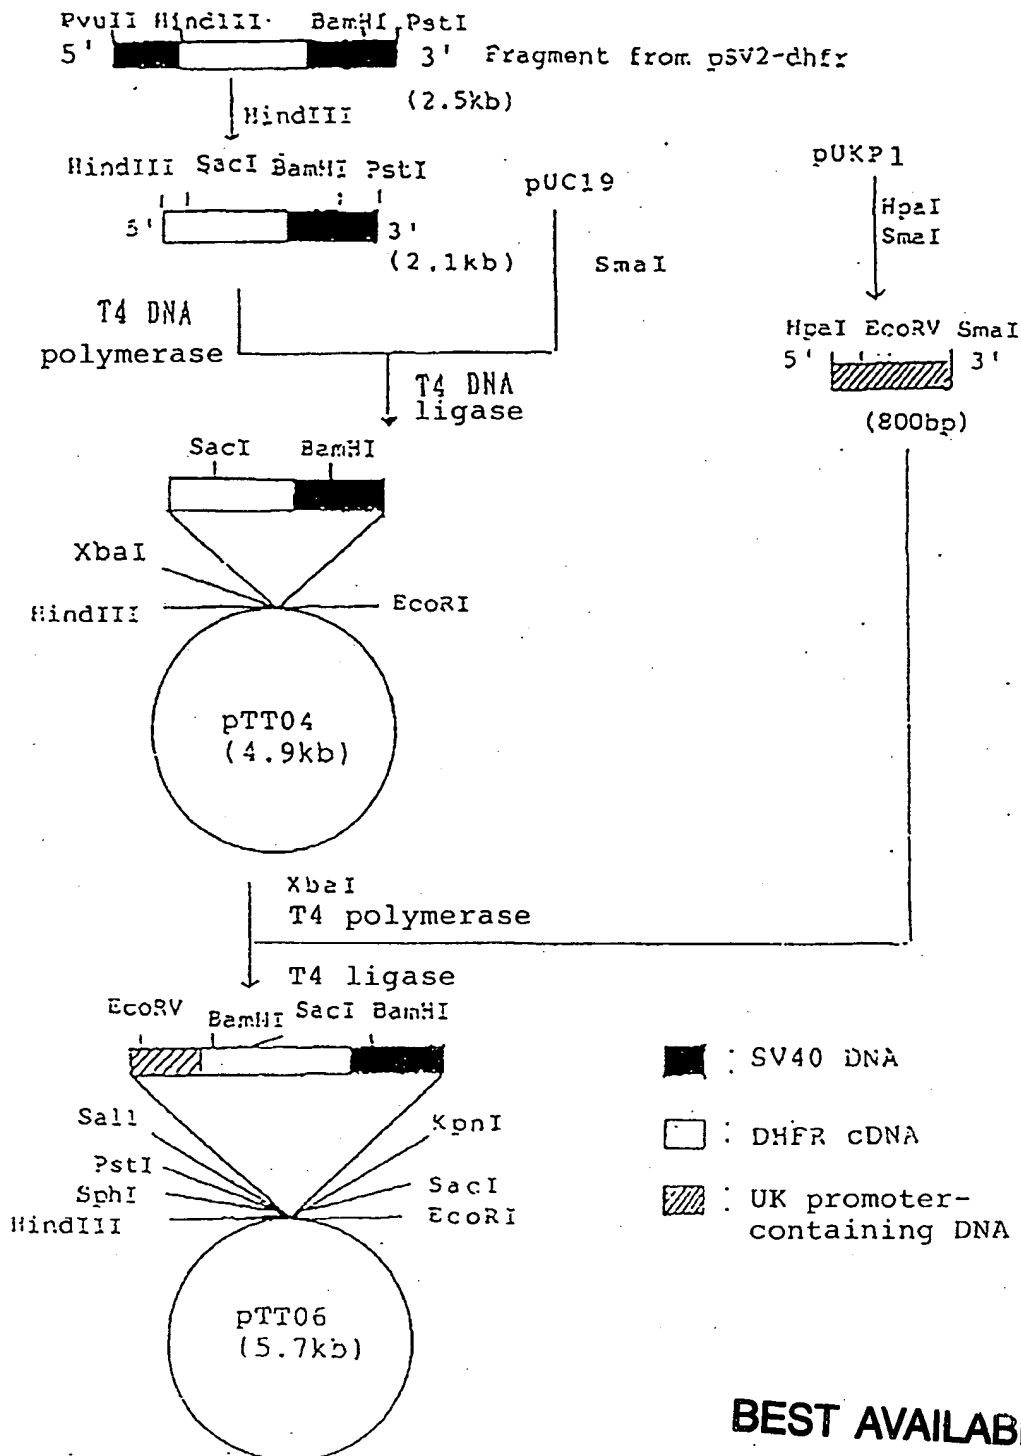 PvuII HindIII BamHI PstI
5' 3' Fragment from pSV2-dhfr
(2.5kb)
HindIII
HindIII SacI BamHI PstI
5' 3'
(2.1kb)
pUC19
SmaI
pUKP1
HpaI
SmaI
HpaI EcoRV SmaI
5' 3'
(800bp)
T4 DNA
polymerase
T4 DNA
ligase
SacI BamHI
XbaI
HindIII
EcoRI
pTT04
(4.9kb)
XbaI
T4 polymerase
T4 ligase
EcoRV BamHI SacI BamHI
SalI
PstI
SphI
HindIII
KpnI
SacI
EcoRI
pTT06
(5.7kb)
: SV40 DNA
: DHFR cDNA
: UK promoter-
containing DNA
BEST AVAILAB